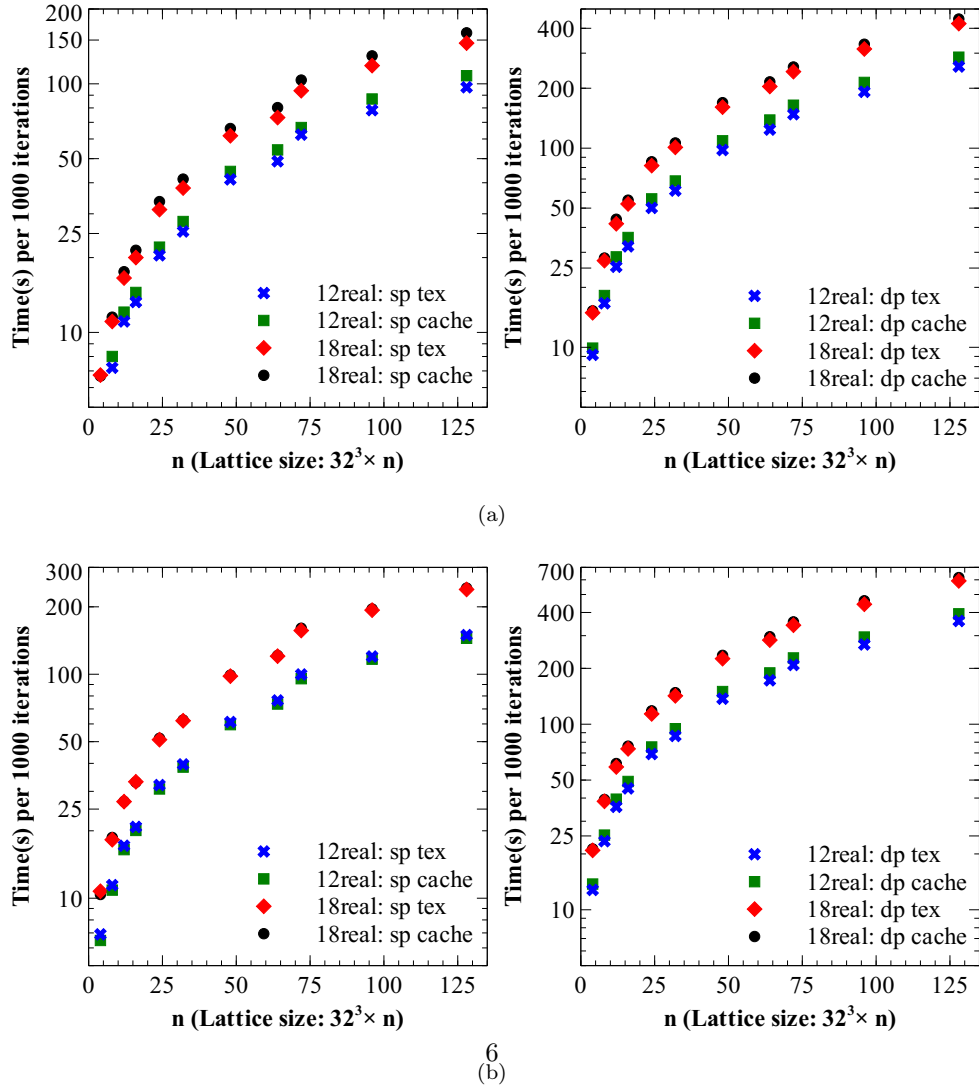 200
150
100
50
25
10
0 25 50 75 100 125
Time(s) per 1000 iterations
n (Lattice size: 32³× n)
12real: sp tex
12real: sp cache
18real: sp tex
18real: sp cache
400
200
100
50
25
10
0 25 50 75 100 125
Time(s) per 1000 iterations
n (Lattice size: 32³× n)
12real: dp tex
12real: dp cache
18real: dp tex
18real: dp cache
(a)
300
200
100
50
25
10
0 25 50 75 100 125
Time(s) per 1000 iterations
n (Lattice size: 32³× n)
12real: sp tex
12real: sp cache
18real: sp tex
18real: sp cache
700
400
200
100
50
25
10
0 25 50 75 100 125
Time(s) per 1000 iterations
n (Lattice size: 32³× n)
12real: dp tex
12real: dp cache
18real: dp tex
18real: dp cache
6
(b)